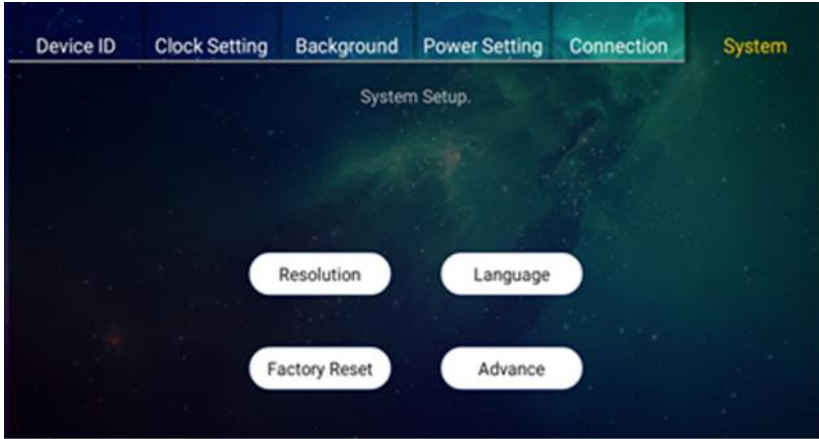 Device ID Clock Setting Background Power Setting Connection System
System Setup.
Resolution Language
Factory Reset Advance